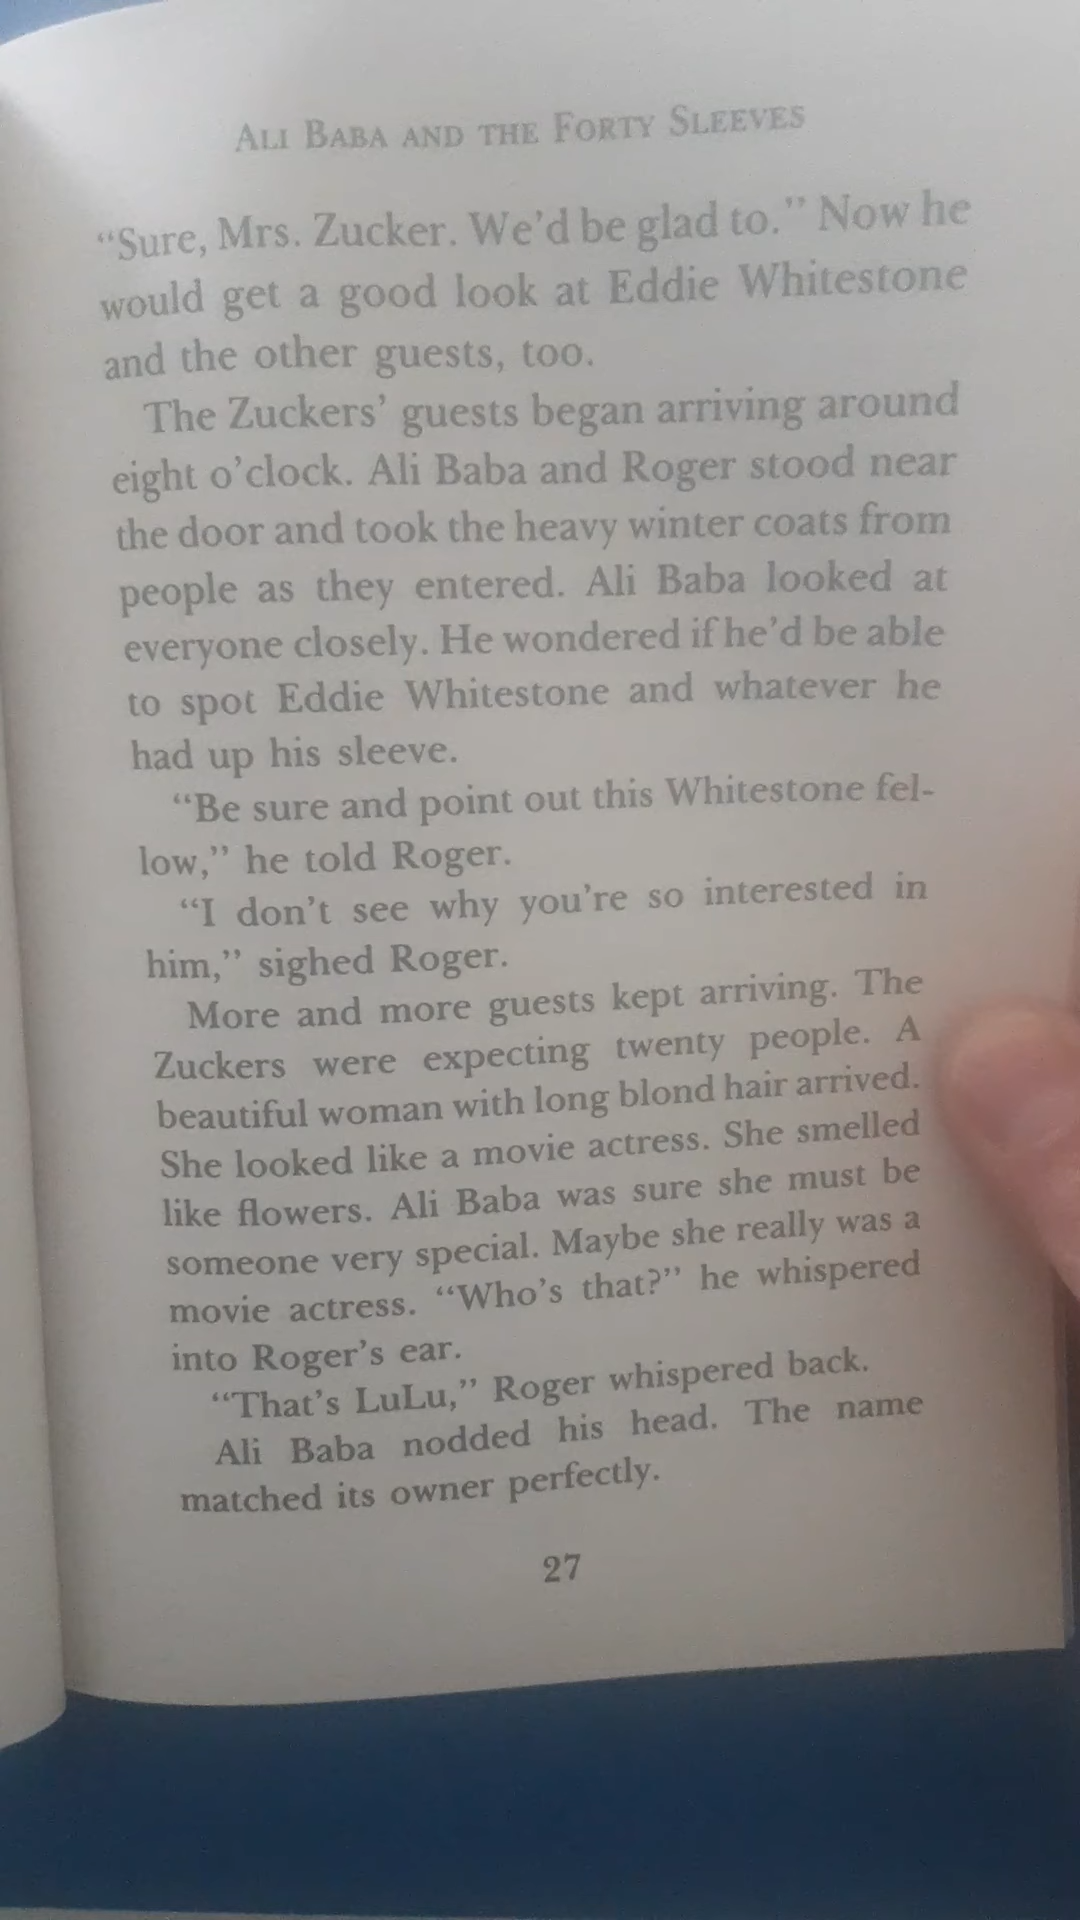 ALI BABA AND THE FORTY SLEEVES
“Sure, Mrs. Zucker. We’d be glad to.” Now he
would get a good look at Eddie Whitestone
and the other guests, too.
The Zuckers’ guests began arriving around
eight o’clock. Ali Baba and Roger stood near
the door and took the heavy winter coats from
people as they entered. Ali Baba looked at
everyone closely. He wondered if he’d be able
to spot Eddie Whitestone and whatever he
had up his sleeve.
“Be sure and point out this Whitestone fel-
low,” he told Roger.
“I don’t see why you’re so interested in
him,” sighed Roger.
More and more guests kept arriving. The
Zuckers were expecting twenty people. A
beautiful woman with long blond hair arrived.
She looked like a movie actress. She smelled
like flowers. Ali Baba was sure she must be
someone very special. Maybe she really was a
movie actress. “Who’s that?” he whispered
into Roger’s ear.
“That’s LuLu,” Roger whispered back.
Ali Baba nodded his head. The name
matched its owner perfectly.
27